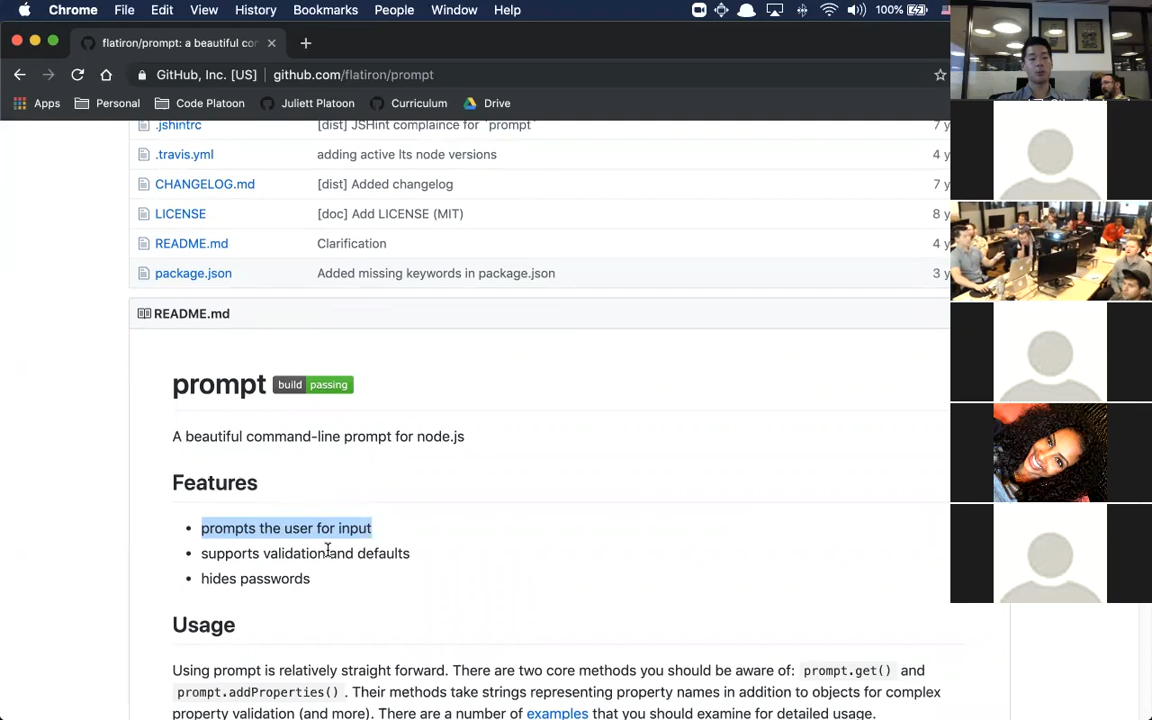 Chrome File Edit View History Bookmarks People Window Help 100%
flatiron/prompt: a beautiful co
GitHub, Inc. [US] github.com/flatiron/prompt
Apps Personal Code Platoon Juliett Platoon Curriculum Drive
.jshintrc [dist] JSHint complaince for `prompt` 7 y
.travis.yml adding active lts node versions 4 y
CHANGELOG.md [dist] Added changelog 7 y
LICENSE [doc] Add LICENSE (MIT) 8 y
README.md Clarification 4 y
package.json Added missing keywords in package.json 3 y
README.md
prompt build passing
A beautiful command-line prompt for node.js
Features
• prompts the user for input
• supports validation and defaults
• hides passwords
Usage
Using prompt is relatively straight forward. There are two core methods you should be aware of: prompt.get() and
prompt.addProperties() . Their methods take strings representing property names in addition to objects for complex
property validation (and more). There are a number of examples that you should examine for detailed usage.